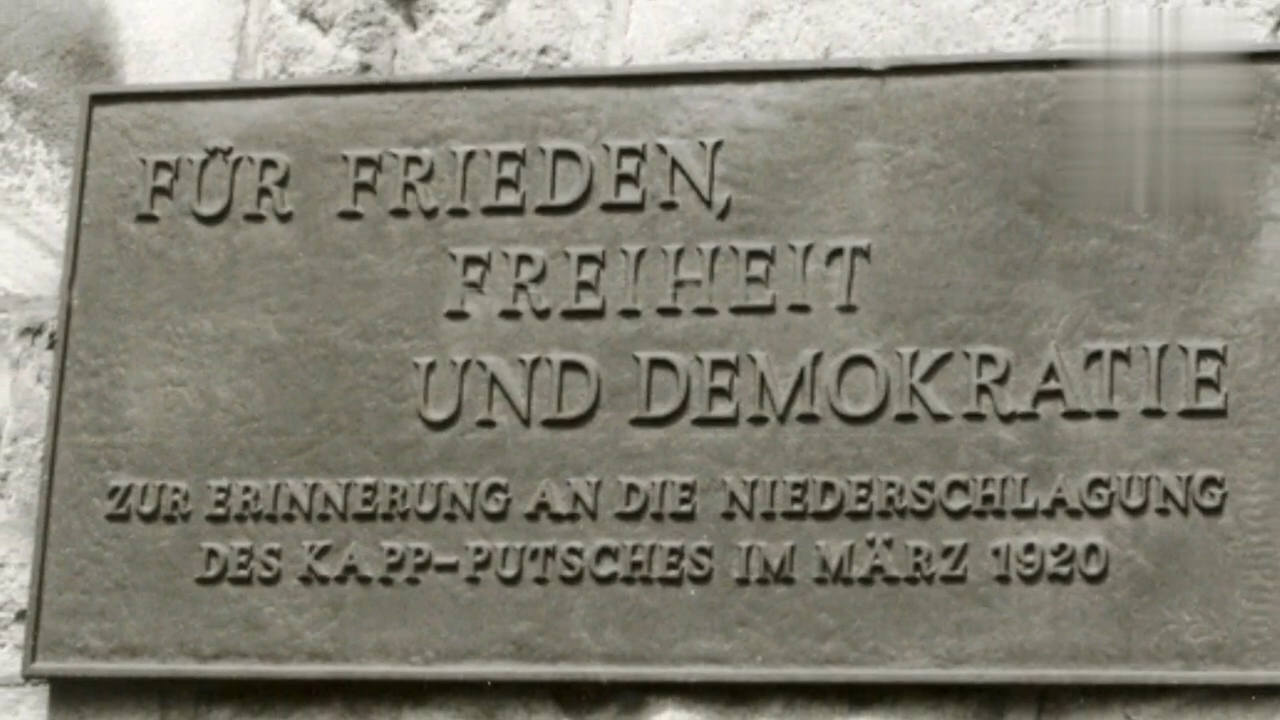 FÜR FRIEDEN,
FREIHEIT
UND DEMOKRATIE
ZUR ERINNERUNG AN DIE NIEDERSCHLAGUNG
DES KAPP-PUTSCHES IM MÄRZ 1920